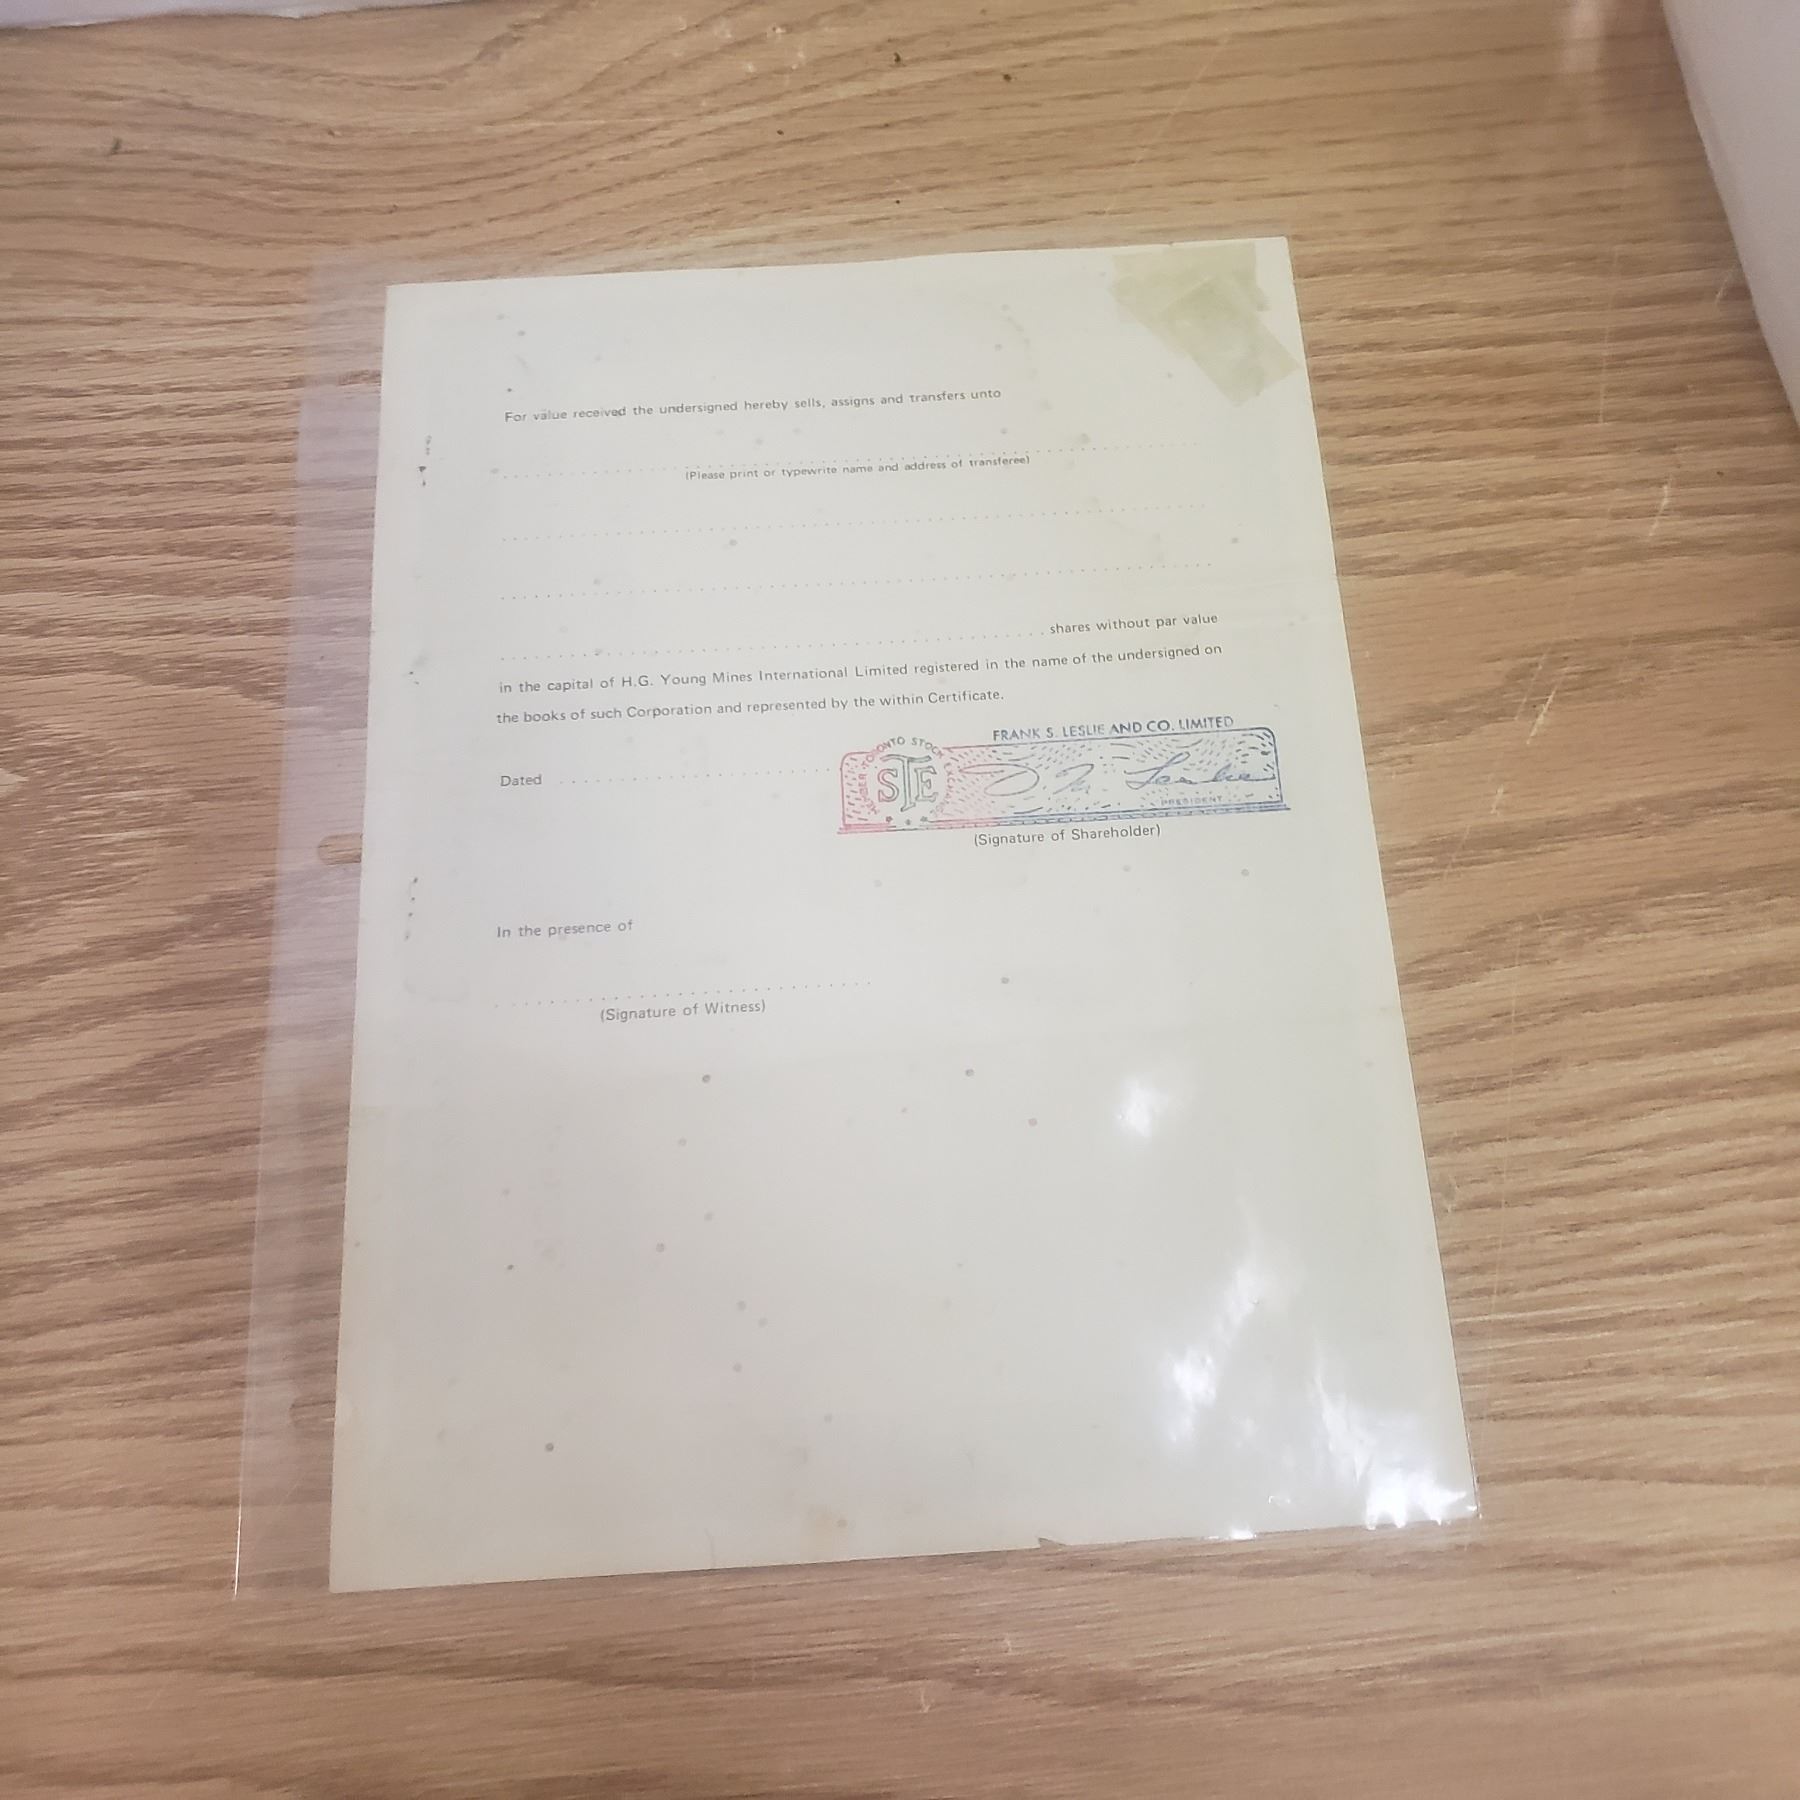 For value received the undersigned hereby sells, assigns and transfers unto
(Please print or typewrite name and address of transferee)
shares without par value
in the capital of H.G. Young Mines International Limited registered in the name of the undersigned on
the books of such Corporation and represented by the within Certificate.
FRANK S. LESLIE AND CO. LIMITED
MEMBER TORONTO STOCK EXCHANGE
STE
Leslie
PRESIDENT
Dated
(Signature of Shareholder)
In the presence of
(Signature of Witness)